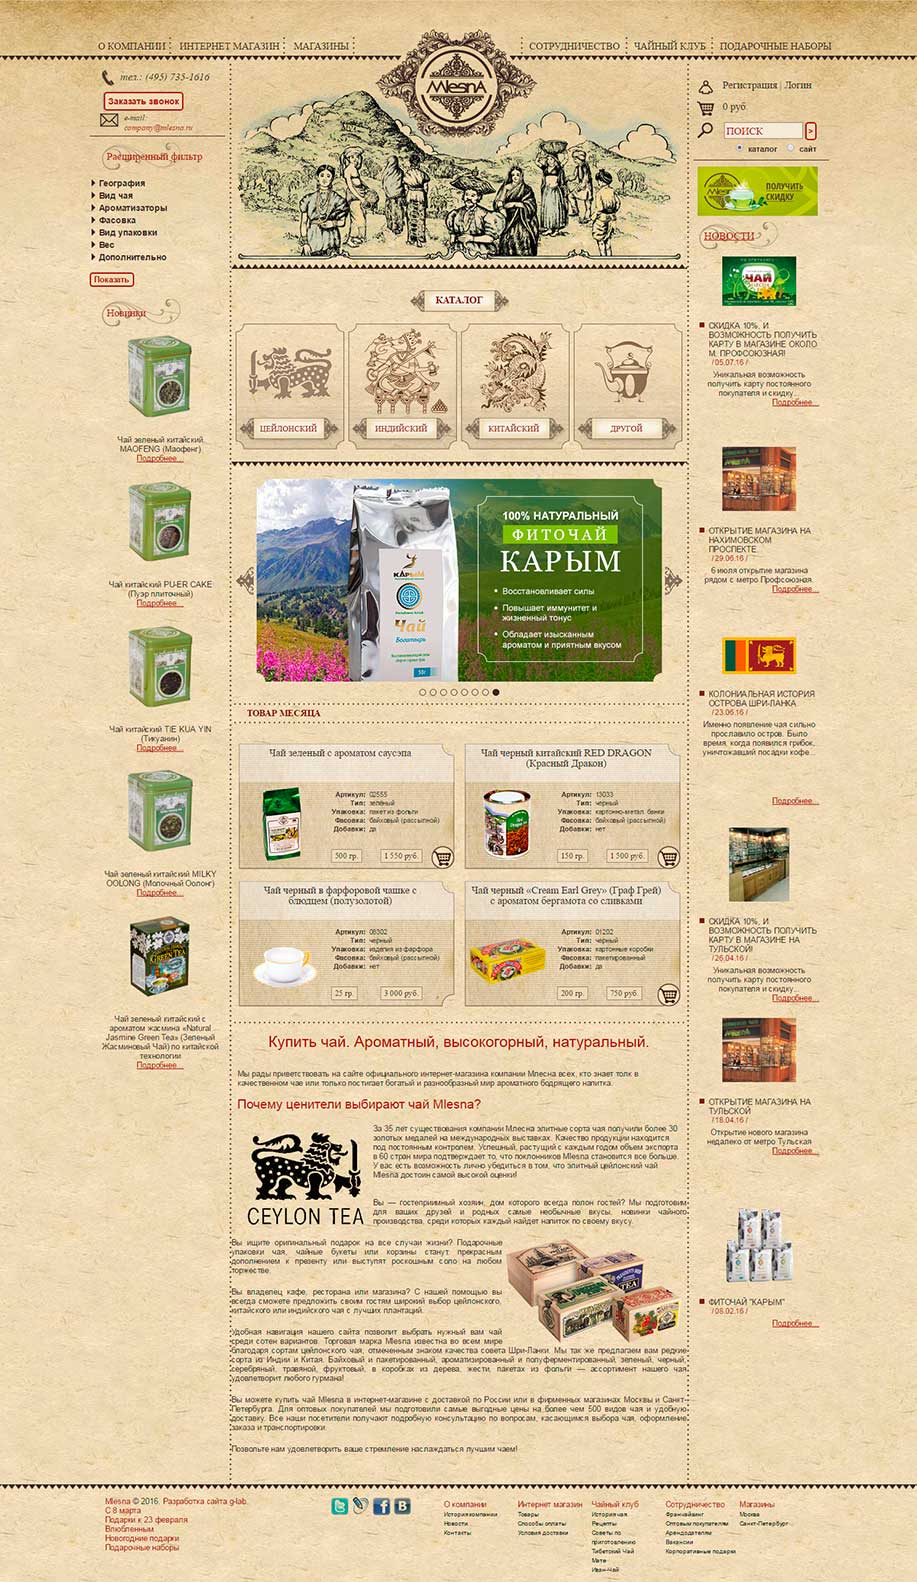 О КОМПАНИИ
ИНТЕРНЕТ МАГАЗИН
МАГАЗИНЫ
СОТРУДНИЧЕСТВО
ЧАЙНЫЙ КЛУБ
ПОДАРОЧНЫЕ НАБОРЫ
MlesnA
тел.: (495) 735-1616
Заказать звонок
e-mail:
company@mlesna.ru
Расширенный фильтр
География
Вид чая
Ароматизаторы
Фасовка
Вид упаковки
Вес
Дополнительно
Показать
Новинки
Чай зеленый китайский,
MAOFENG (Маофенг)
Подробнее...
Чай китайский PU-ER CAKE
(Пуэр плиточный)
Подробнее...
Чай китайский TIE KUA YIN
(Тикуанин)
Подробнее...
Чай зеленый китайский MILKY
OOLONG (Молочный Оолонг)
Подробнее...
GREEN TEA
Чай зеленый китайский с
ароматом жасмина «Natural
Jasmine Green Tea» (Зеленый
Жасминовый Чай) по китайской
технологии
Подробнее...
КАТАЛОГ
ЦЕЙЛОНСКИЙ
ИНДИЙСКИЙ
КИТАЙСКИЙ
ДРУГОЙ
КАРЫМ
Чай
Богатырь
50г
100% НАТУРАЛЬНЫЙ
ФИТОЧАЙ
КАРЫМ
Восстанавливает силы
Повышает иммунитет и
жизненный тонус
Обладает изысканным
ароматом и приятным вкусом
ТОВАР МЕСЯЦА
Чай зеленый с ароматом саусэпа
Артикул: 02555
Тип: зелёный
Упаковка: пакет из фольги
Фасовка: байховый (рассыпной)
Добавки: да
500 гр.
1 550 руб.
Чай черный китайский RED DRAGON
(Красный Дракон)
Артикул: 13033
Тип: черный
Упаковка: картонно-метал. банки
Фасовка: байховый (рассыпной)
Добавки: нет
150 гр.
1 500 руб.
Чай черный в фарфоровой чашке с
блюдцем (полузолотой)
Артикул: 08302
Тип: черный
Упаковка: изделия из фарфора
Фасовка: байховый (рассыпной)
Добавки: нет
25 гр.
3 000 руб.
Чай черный «Cream Earl Grey» (Граф Грей)
с ароматом бергамота со сливками
Артикул: 01202
Тип: черный
Упаковка: картонные коробки
Фасовка: пакетированный
Добавки: да
200 гр.
750 руб.
Купить чай. Ароматный, высокогорный, натуральный.
Мы рады приветствовать на сайте официального интернет-магазина компании Млесна всех, кто знает толк в
качественном чае или только постигает богатый и разнообразный мир ароматного бодрящего напитка.
Почему ценители выбирают чай Mlesna?
CEYLON TEA
За 35 лет существования компании Млесна элитные сорта чая получили более 30
золотых медалей на международных выставках. Качество продукции находится
под постоянным контролем. Успешный, растущий с каждым годом объем экспорта
в 60 стран мира подтверждает то, что поклонников Mlesna становится все больше.
У вас есть возможность лично убедиться в том, что элитный цейлонский чай
Mlesna достоин самой высокой оценки!
Вы — гостеприимный хозяин, дом которого всегда полон гостей? Мы подготовим
для ваших друзей и родных самые необычные вкусы, новинки чайного
производства, среди которых каждый найдет напиток по своему вкусу.
Вы ищите оригинальный подарок на все случаи жизни? Подарочные
упаковки чая, чайные букеты или корзины станут прекрасным
дополнением к презенту или выступят роскошным соло на любом
торжестве.
Вы владелец кафе, ресторана или магазина? С нашей помощью вы
всегда сможете предложить своим гостям широкий выбор цейлонского,
китайского или индийского чая с лучших плантаций.
Удобная навигация нашего сайта позволит выбрать нужный вам чай
среди сотен вариантов. Торговая марка Mlesna известна во всем мире
благодаря сортам цейлонского чая, отмеченным знаком качества совета Шри-Ланки. Мы так же предлагаем вам редкие
сорта из Индии и Китая. Байховый и пакетированный, ароматизированный и полуферментированный, зеленый, черный,
серебряный, травяной, фруктовый, в коробках из дерева, жести, пакетах из фольги — ассортимент нашего чая
удовлетворит любого гурмана!
Вы можете купить чай Mlesna в интернет-магазине с доставкой по России или в фирменных магазинах Москвы и Санкт-
Петербурга. Для оптовых покупателей мы подготовили самые выгодные цены на более чем 500 видов чая и удобную
доставку. Все наши посетители получают подробную консультацию по вопросам, касающимся выбора чая, оформление
заказа и транспортировки.
Позвольте нам удовлетворить ваше стремление наслаждаться лучшим чаем!
Регистрация | Логин
0 руб.
ПОИСК
>
каталог
сайт
MlesnA
ПОЛУЧИТЬ
СКИДКУ
НОВОСТИ
ЧАЙ
СКИДКА 10%, И
ВОЗМОЖНОСТЬ ПОЛУЧИТЬ
КАРТУ В МАГАЗИНЕ ОКОЛО
М. ПРОФСОЮЗНАЯ!
/ 05.07.16 /
Уникальная возможность
получить карту постоянного
покупателя и скидку...
Подробнее...
ОТКРЫТИЕ МАГАЗИНА НА
НАХИМОВСКОМ
ПРОСПЕКТЕ.
/ 29.06.16 /
6 июля открытие магазина
рядом с метро Профсоюзная.
Подробнее...
КОЛОНИАЛЬНАЯ ИСТОРИЯ
ОСТРОВА ШРИ-ЛАНКА.
/ 23.06.16 /
Именно появление чая сильно
прославило остров. Было
время, когда появился грибок,
уничтожавший посадки кофе...
Подробнее...
СКИДКА 10%, И
ВОЗМОЖНОСТЬ ПОЛУЧИТЬ
КАРТУ В МАГАЗИНЕ НА
ТУЛЬСКОЙ!
/ 26.04.16 /
Уникальная возможность
получить карту постоянного
покупателя и скидку...
Подробнее...
ОТКРЫТИЕ МАГАЗИНА НА
ТУЛЬСКОЙ
/ 18.04.16 /
Открытие нового магазина
недалеко от метро Тульская
Подробнее...
ФИТОЧАЙ "КАРЫМ"
/ 08.02.16 /
Подробнее...
Mlesna © 2016. Разработка сайта g-lab.
С 8 марта
Подарки к 23 февраля
Влюбленным
Новогодние подарки
Подарочные наборы
О компании
История компании
Новости
Контакты
Интернет магазин
Товары
Способы оплаты
Условия доставки
Чайный клуб
История чая
Рецепты
Советы по
приготовлению
Тибетский Чай
Мате
Иван-Чай
Сотрудничество
Франчайзинг
Оптовым покупателям
Арендодателям
Вакансии
Корпоративные подарки
Магазины
Москва
Санкт-Петербург